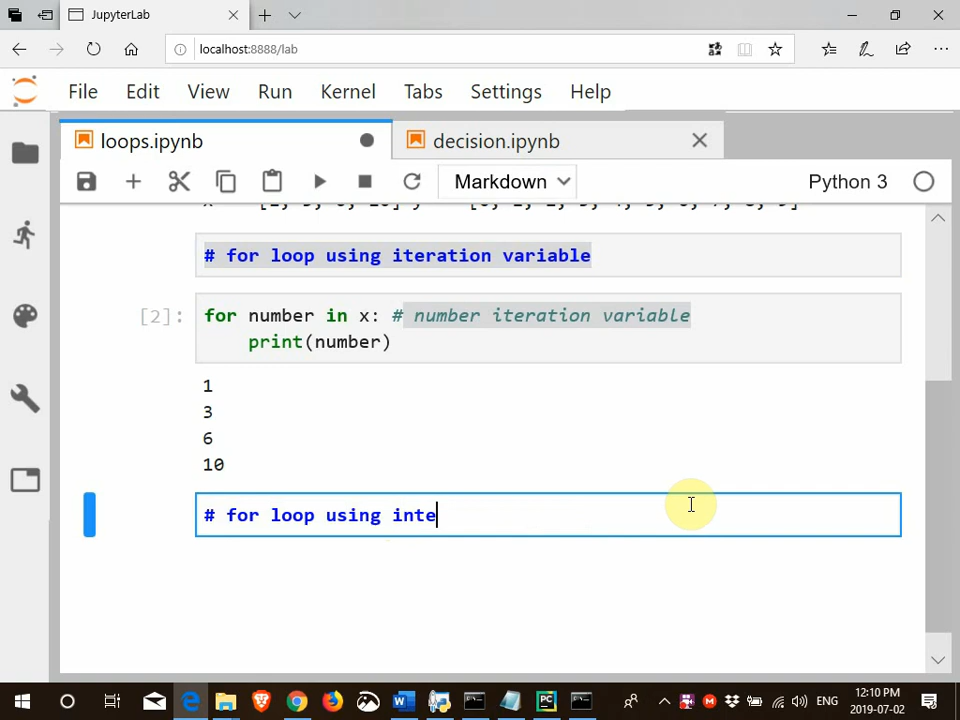 JupyterLab
localhost:8888/lab
File Edit View Run Kernel Tabs Settings Help
loops.ipynb decision.ipynb
Markdown Python 3
# for loop using iteration variable
[2]: for number in x: # number iteration variable
print(number)
1
3
6
10
# for loop using inte
ENG 12:10 PM
2019-07-02